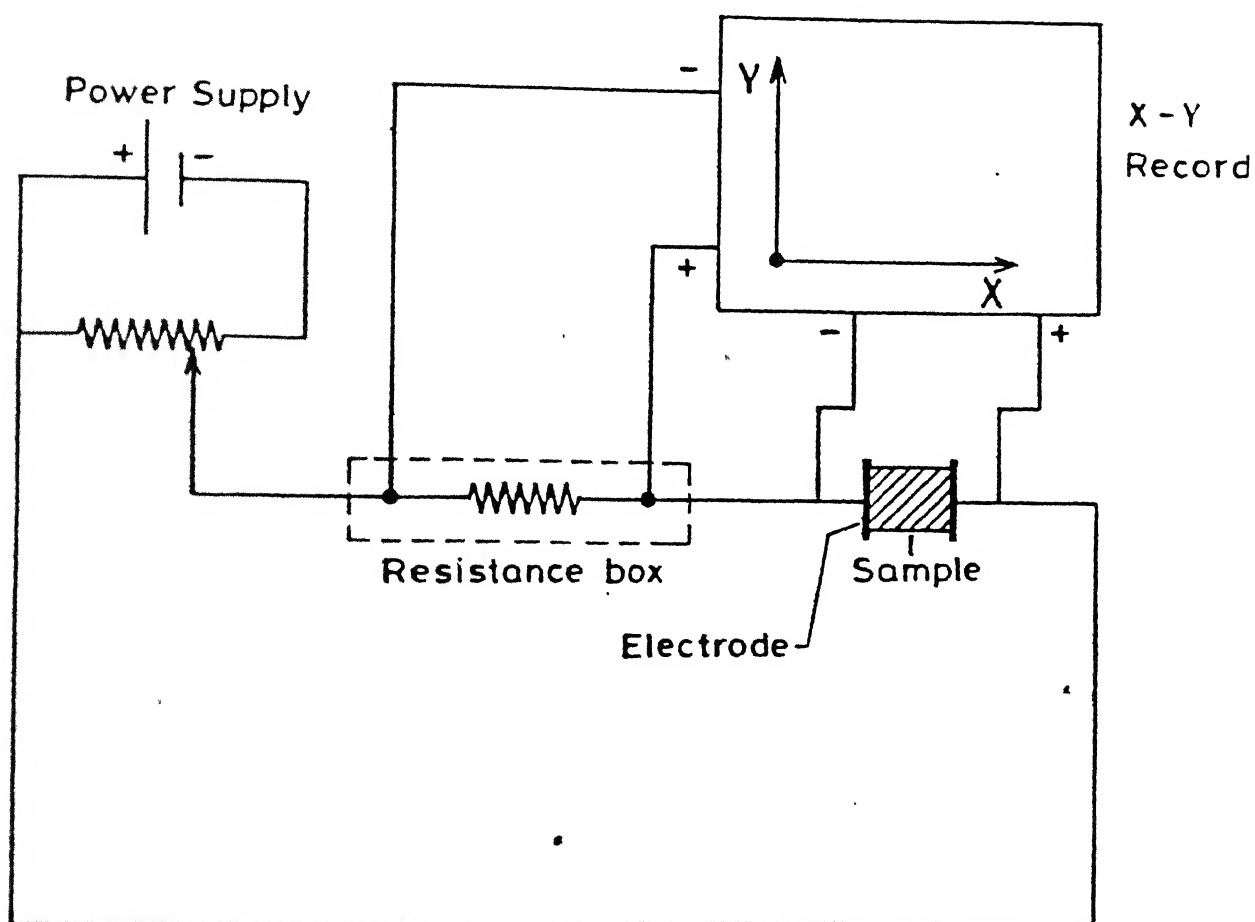 Power Supply
+ -
-
Y
X - Y
Record
+
X
- +
Resistance box
Sample
Electrode